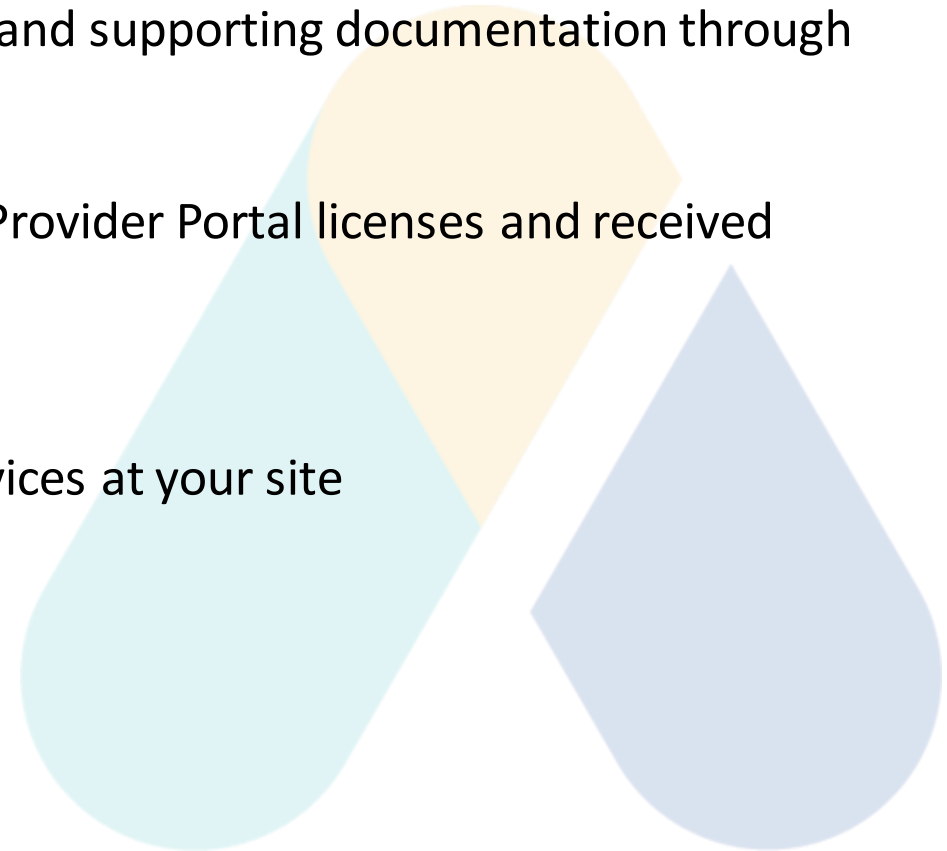 and supporting documentation through
Provider Portal licenses and received
vices at your site